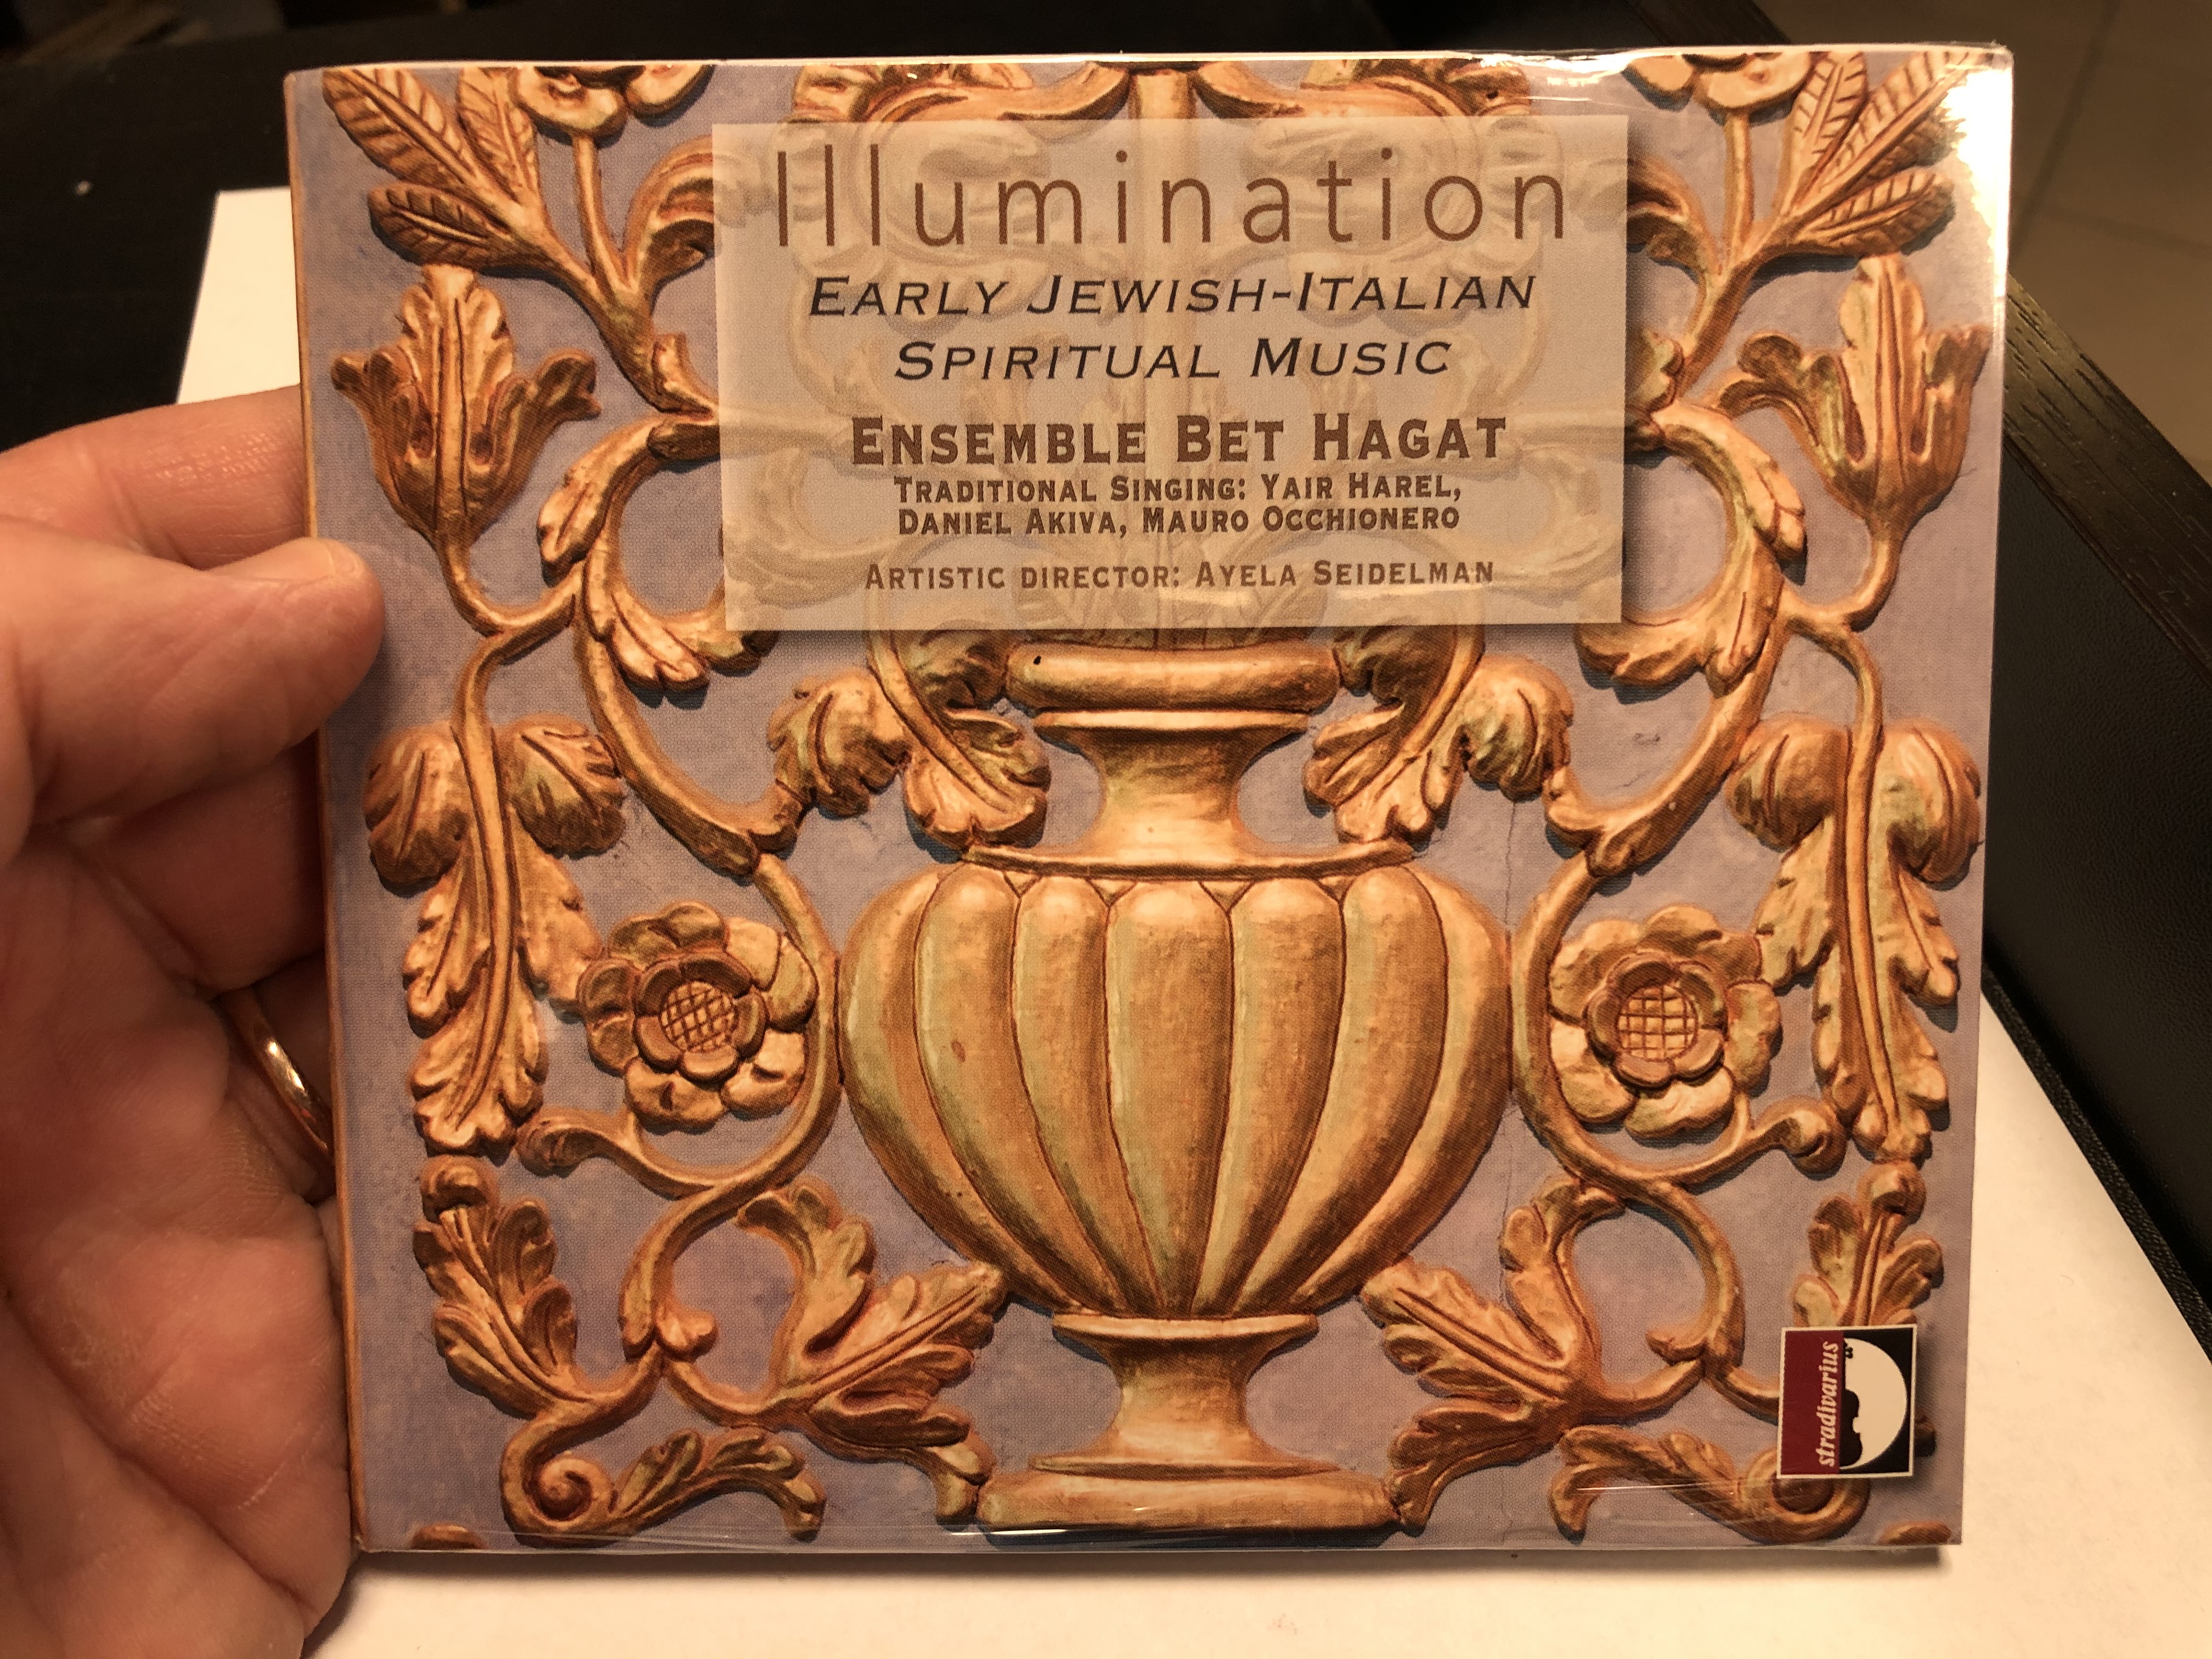 Illumination
EARLY JEWISH-ITALIAN
SPIRITUAL MUSIC
ENSEMBLE BET HAGAT
TRADITIONAL SINGING: YAIR HAREL,
DANIEL AKIVA, MAURO OCCHIONERO
ARTISTIC DIRECTOR: AYELA SEIDELMAN
stradivarius